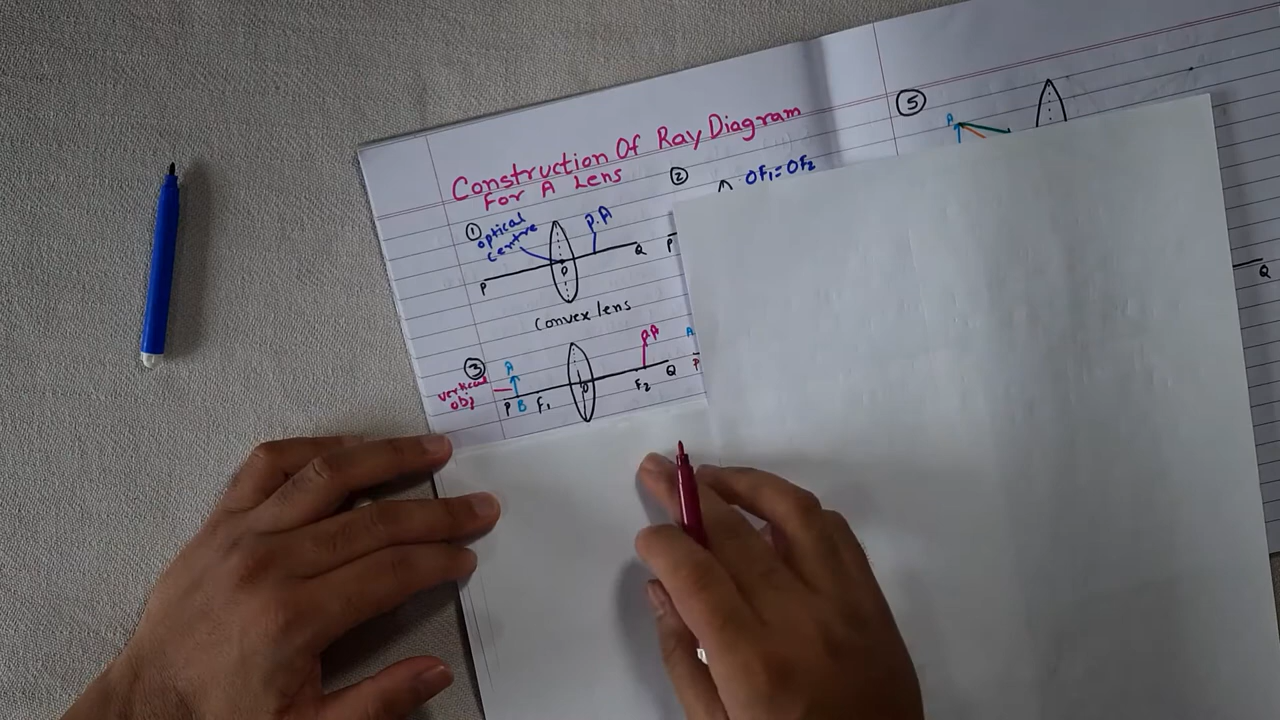 Construction Of Ray Diagram
For A Lens
①
optical
centre
P.A
P
O
Q
Convex lens
②
OF₁=OF₂
P
③
vertical
obj
A
P B F₁
O
F₂
Q
P.A
A
P
⑤
A
Q